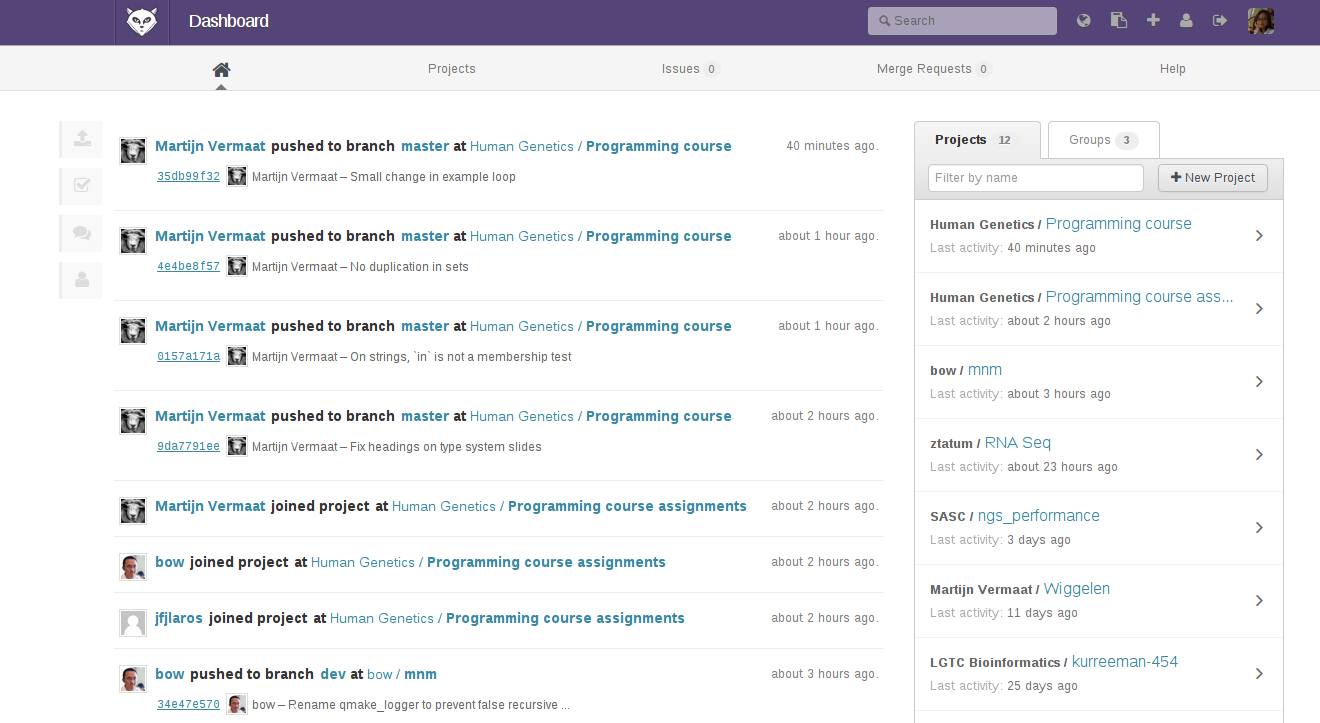 Dashboard
Search
Projects
Issues 0
Merge Requests 0
Help
Martijn Vermaat pushed to branch master at Human Genetics / Programming course
40 minutes ago.
35db99f32 Martijn Vermaat – Small change in example loop
Martijn Vermaat pushed to branch master at Human Genetics / Programming course
about 1 hour ago.
4e4be8f57 Martijn Vermaat – No duplication in sets
Martijn Vermaat pushed to branch master at Human Genetics / Programming course
about 1 hour ago.
0157a171a Martijn Vermaat – On strings, `in` is not a membership test
Martijn Vermaat pushed to branch master at Human Genetics / Programming course
about 2 hours ago.
9da7791ee Martijn Vermaat – Fix headings on type system slides
Martijn Vermaat joined project at Human Genetics / Programming course assignments
about 2 hours ago.
bow joined project at Human Genetics / Programming course assignments
about 2 hours ago.
jfjlaros joined project at Human Genetics / Programming course assignments
about 2 hours ago.
bow pushed to branch dev at bow / mnm
about 3 hours ago.
34e47e570 bow – Rename qmake_logger to prevent false recursive ...
Projects 12
Groups 3
Filter by name
New Project
Human Genetics / Programming course
Last activity: 40 minutes ago
Human Genetics / Programming course ass...
Last activity: about 2 hours ago
bow / mnm
Last activity: about 3 hours ago
ztatum / RNA Seq
Last activity: about 23 hours ago
SASC / ngs_performance
Last activity: 3 days ago
Martijn Vermaat / Wiggelen
Last activity: 11 days ago
LGTC Bioinformatics / kurreeman-454
Last activity: 25 days ago